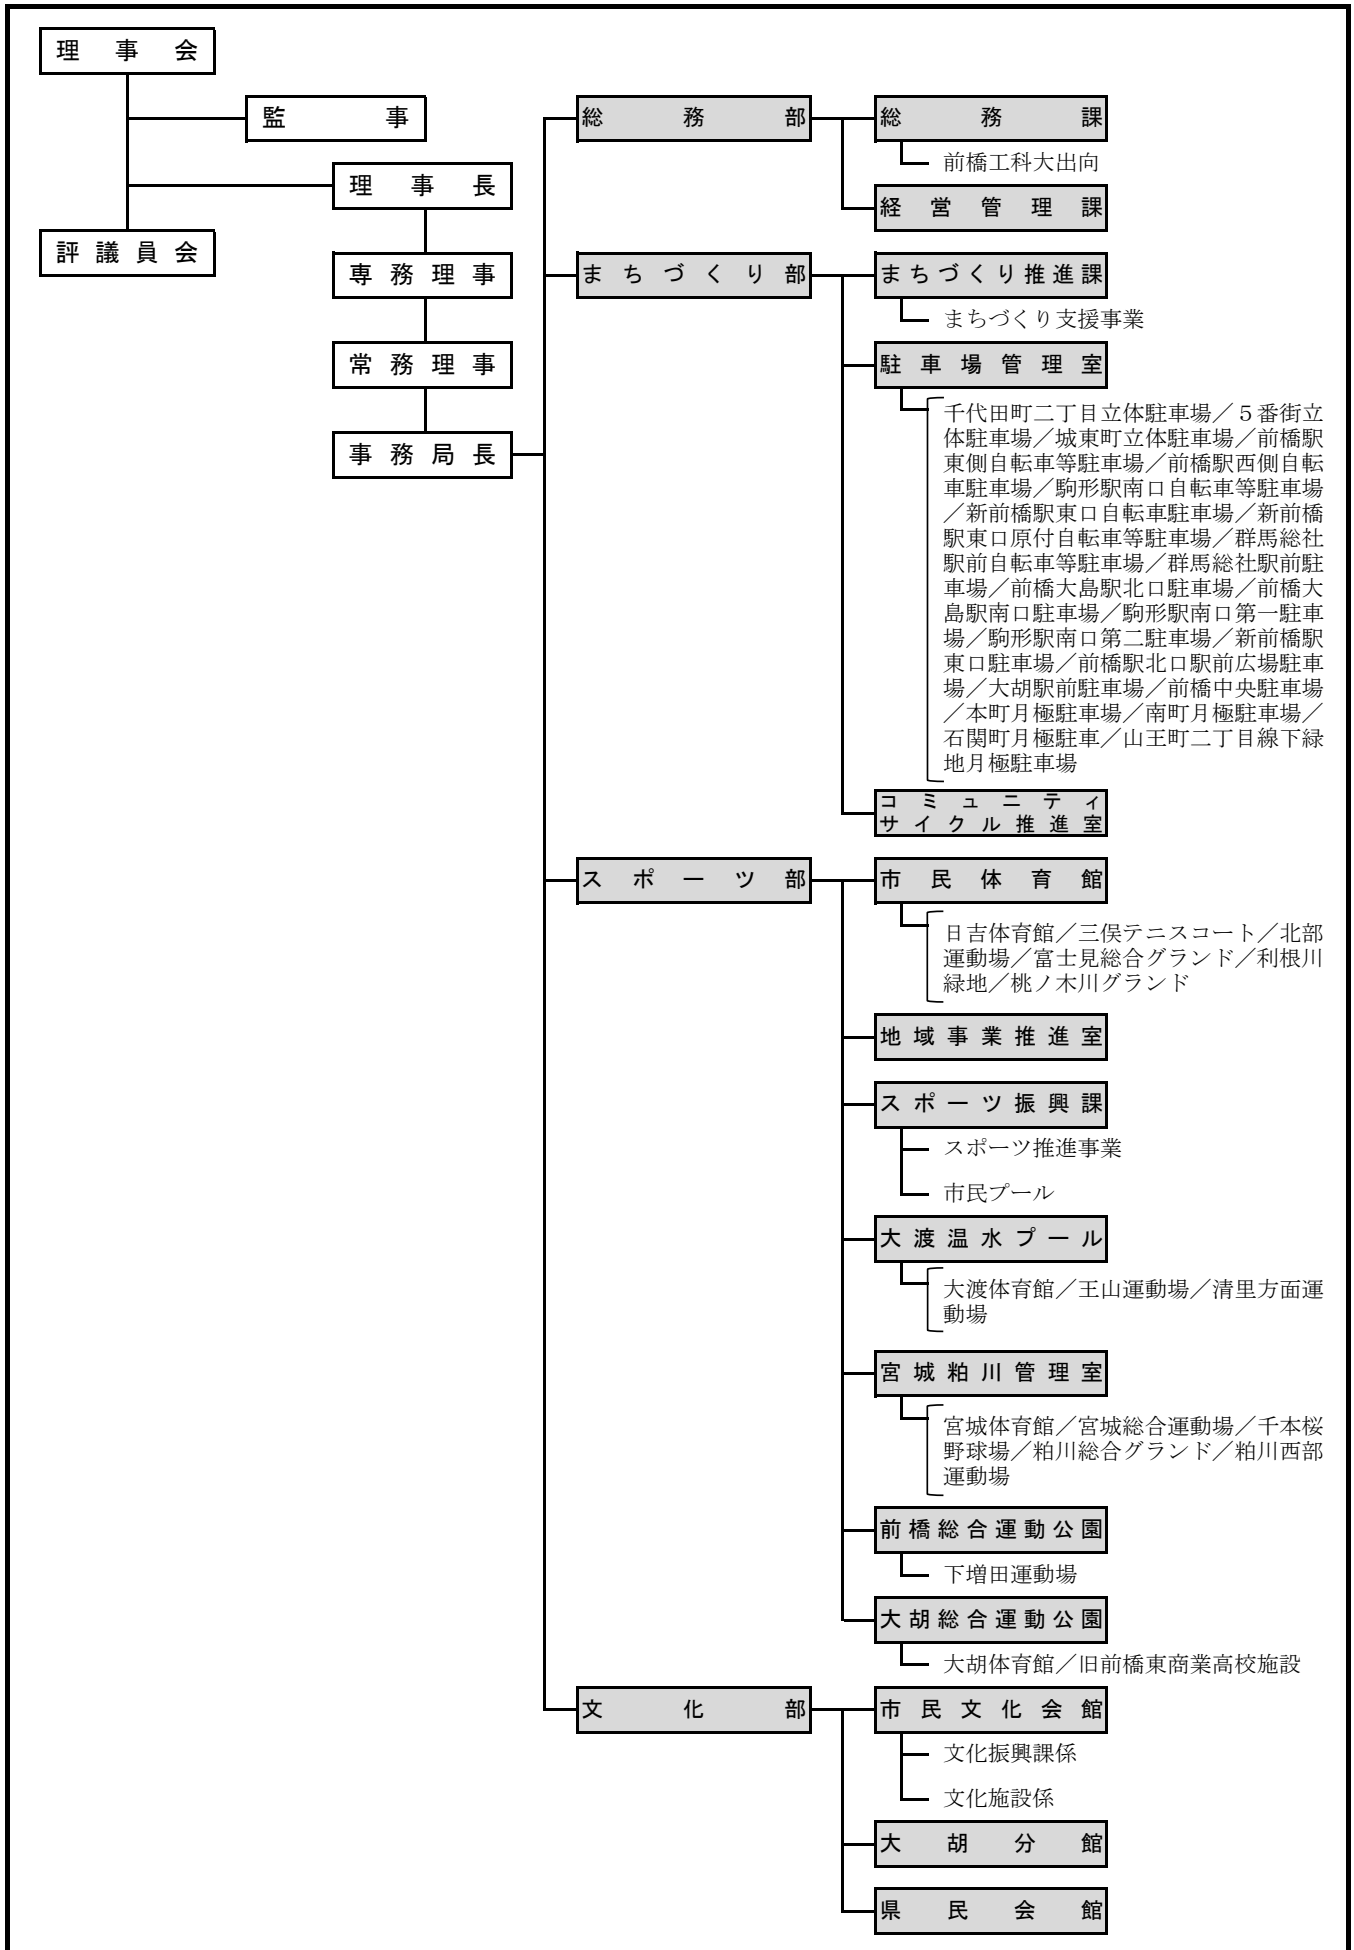 理事会
監事
理事長
評議員会
専務理事
常務理事
事務局長
総務部
総務課
前橋工科大出向
経営管理課
まちづくり部
まちづくり推進課
まちづくり支援事業
駐車場管理室
千代田町二丁目立体駐車場／５番街立
体駐車場／城東町立体駐車場／前橋駅
東側自転車等駐車場／前橋駅西側自転
車駐車場／駒形駅南口自転車等駐車場
／新前橋駅東口自転車駐車場／新前橋
駅東口原付自転車等駐車場／群馬総社
駅前自転車等駐車場／群馬総社駅前駐
車場／前橋大島駅北口駐車場／前橋大
島駅南口駐車場／駒形駅南口第一駐車
場／駒形駅南口第二駐車場／新前橋駅
東口駐車場／前橋駅北口駅前広場駐車
場／大胡駅前駐車場／前橋中央駐車場
／本町月極駐車場／南町月極駐車場／
石関町月極駐車／山王町二丁目線下緑
地月極駐車場
コミュニティ
サイクル推進室
スポーツ部
市民体育館
日吉体育館／三俣テニスコート／北部
運動場／富士見総合グランド／利根川
緑地／桃ノ木川グランド
地域事業推進室
スポーツ振興課
スポーツ推進事業
市民プール
大渡温水プール
大渡体育館／王山運動場／清里方面運
動場
宮城粕川管理室
宮城体育館／宮城総合運動場／千本桜
野球場／粕川総合グランド／粕川西部
運動場
前橋総合運動公園
下増田運動場
大胡総合運動公園
大胡体育館／旧前橋東商業高校施設
文化部
市民文化会館
文化振興課係
文化施設係
大胡分館
県民会館